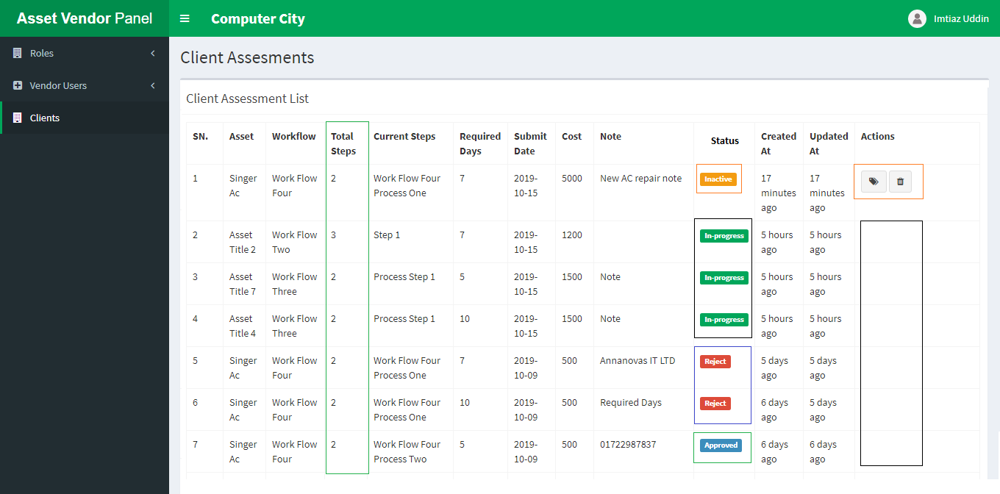 Asset Vendor Panel
Computer City
Imtiaz Uddin
Roles
Vendor Users
Clients
Client Assesments
Client Assessment List
SN. Asset Workflow Total Steps Current Steps Required Days Submit Date Cost Note Status Created At Updated At Actions
1 Singer Ac Work Flow Four 2 Work Flow Four Process One 7 2019-10-15 5000 New AC repair note Inactive 17 minutes ago 17 minutes ago
2 Asset Title 2 Work Flow Two 3 Step 1 7 2019-10-15 1200 In-progress 5 hours ago 5 hours ago
3 Asset Title 7 Work Flow Three 2 Process Step 1 5 2019-10-15 1500 Note In-progress 5 hours ago 5 hours ago
4 Asset Title 4 Work Flow Three 2 Process Step 1 10 2019-10-15 1500 Note In-progress 5 hours ago 5 hours ago
5 Singer Ac Work Flow Four 2 Work Flow Four Process One 7 2019-10-09 500 Annanovas IT LTD Reject 5 days ago 5 days ago
6 Singer Ac Work Flow Four 2 Work Flow Four Process One 10 2019-10-09 500 Required Days Reject 6 days ago 5 days ago
7 Singer Ac Work Flow Four 2 Work Flow Four Process Two 5 2019-10-09 500 01722987837 Approved 6 days ago 6 days ago